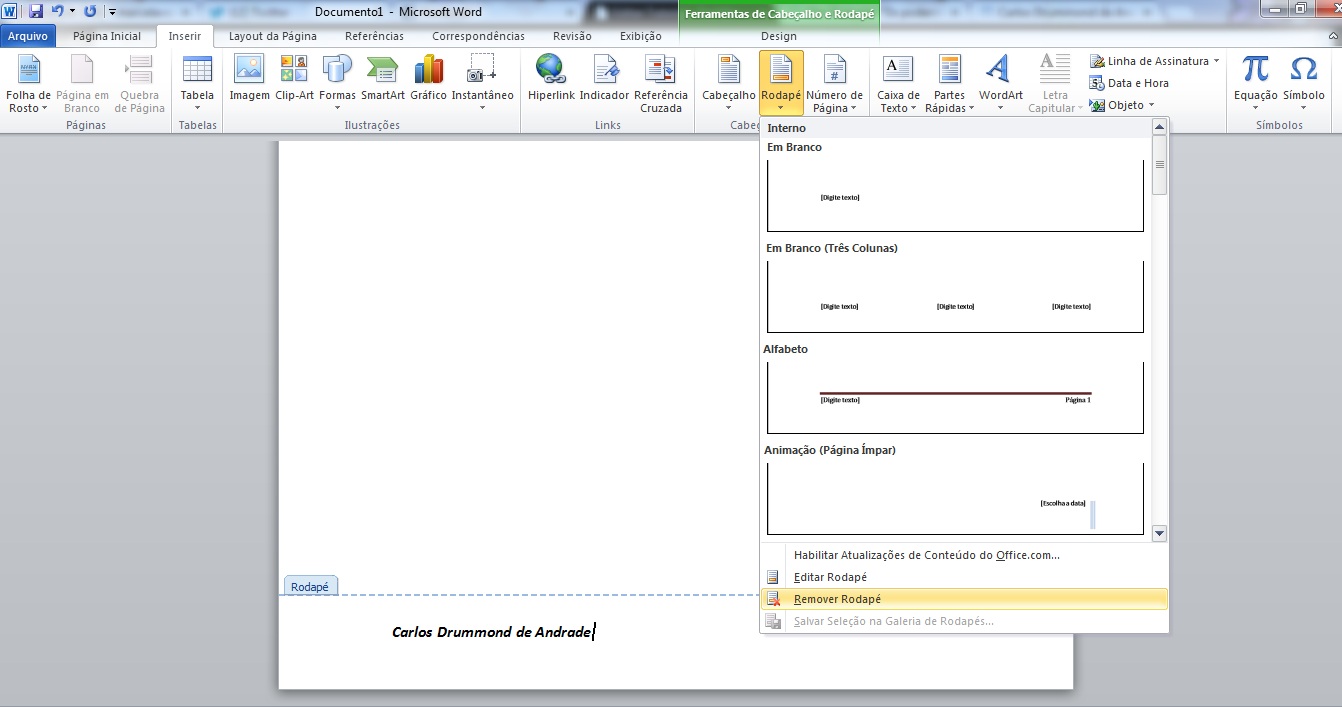 Documento1 - Microsoft Word
Ferramentas de Cabeçalho e Rodapé
Arquivo Página Inicial Inserir Layout da Página Referências Correspondências Revisão Exibição Design
Folha de Rosto Página em Branco Quebra de Página
Tabela
Imagem Clip-Art Formas SmartArt Gráfico Instantâneo
Hiperlink Indicador Referência Cruzada
Cabeçalho Rodapé Número de Página
Caixa de Texto Partes Rápidas WordArt Letra Capitular
Linha de Assinatura
Data e Hora
Objeto
Equação Símbolo
Páginas Tabelas Ilustrações Links Cabeç Símbolos
Interno
Em Branco
[Digite texto]
Em Branco (Três Colunas)
[Digite texto] [Digite texto] [Digite texto]
Alfabeto
[Digite texto] Página 1
Animação (Página Ímpar)
[Escolha a data]
Habilitar Atualizações de Conteúdo do Office.com...
Editar Rodapé
Remover Rodapé
Salvar Seleção na Galeria de Rodapés...
Rodapé
Carlos Drummond de Andrade